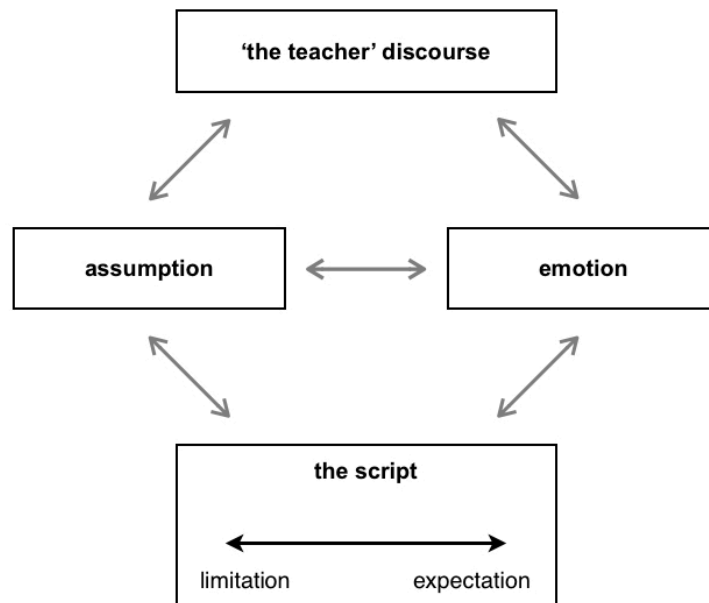 ‘the teacher’ discourse
assumption
emotion
the script
limitation
expectation